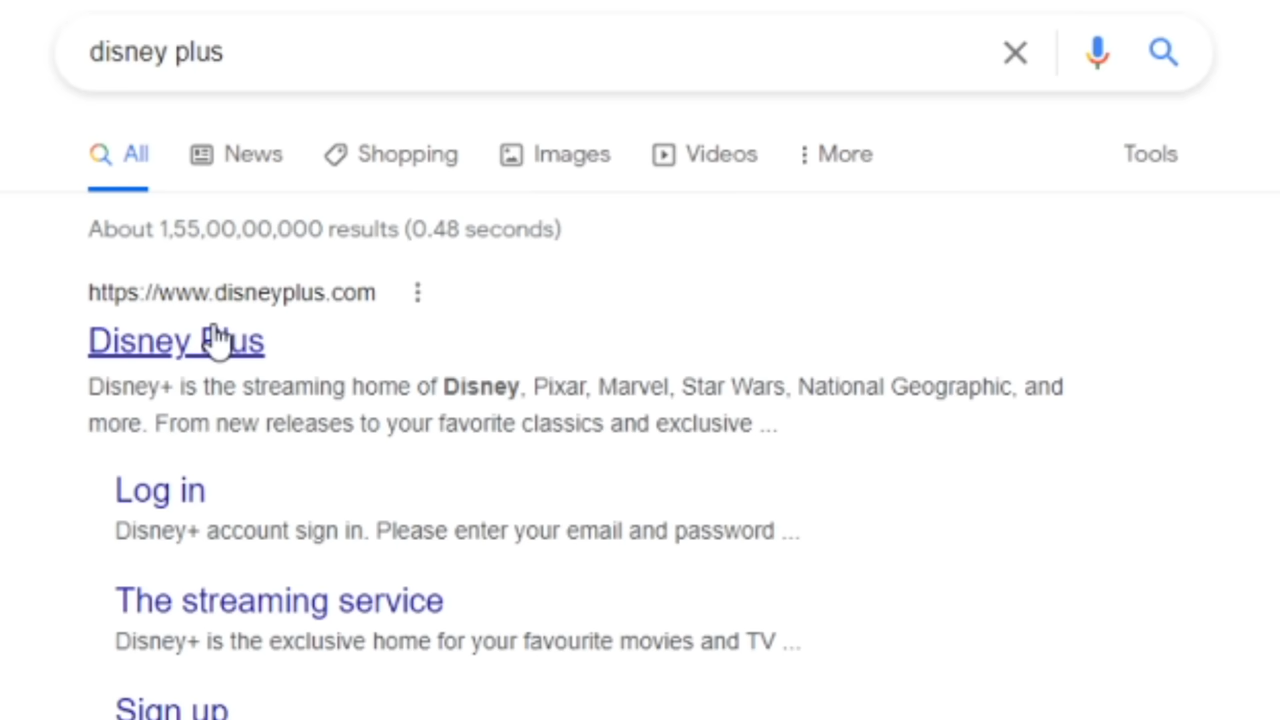 disney plus
All News Shopping Images Videos More Tools
About 1,55,00,00,000 results (0.48 seconds)
https://www.disneyplus.com
Disney Plus
Disney+ is the streaming home of Disney, Pixar, Marvel, Star Wars, National Geographic, and
more. From new releases to your favorite classics and exclusive ...
Log in
Disney+ account sign in. Please enter your email and password ...
The streaming service
Disney+ is the exclusive home for your favourite movies and TV ...
Sign up